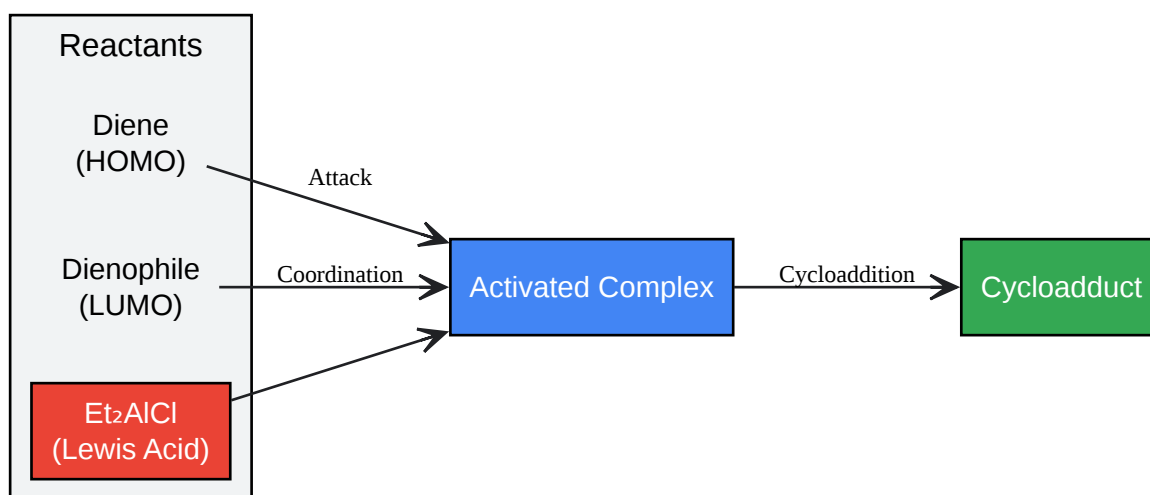 Reactants
Diene
(HOMO)
Attack
Dienophile
(LUMO)
Coordination
Activated Complex
Cycloaddition
Cycloadduct
Et₂AlCl
(Lewis Acid)